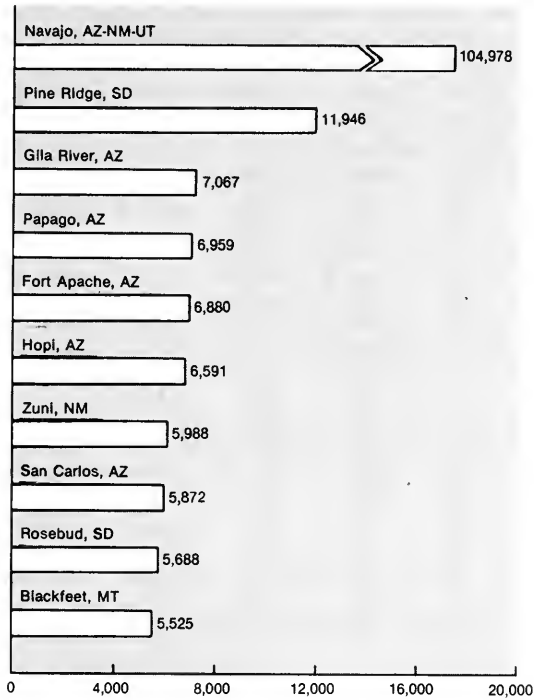 Navajo, AZ-NM-UT
104,978
Pine Ridge, SD
11,946
Gila River, AZ
7,067
Papago, AZ
6,959
Fort Apache, AZ
6,880
Hopi, AZ
6,591
Zuni, NM
5,988
San Carlos, AZ
5,872
Rosebud, SD
5,688
Blackfeet, MT
5,525
0 4,000 8,000 12,000 16,000 20,000